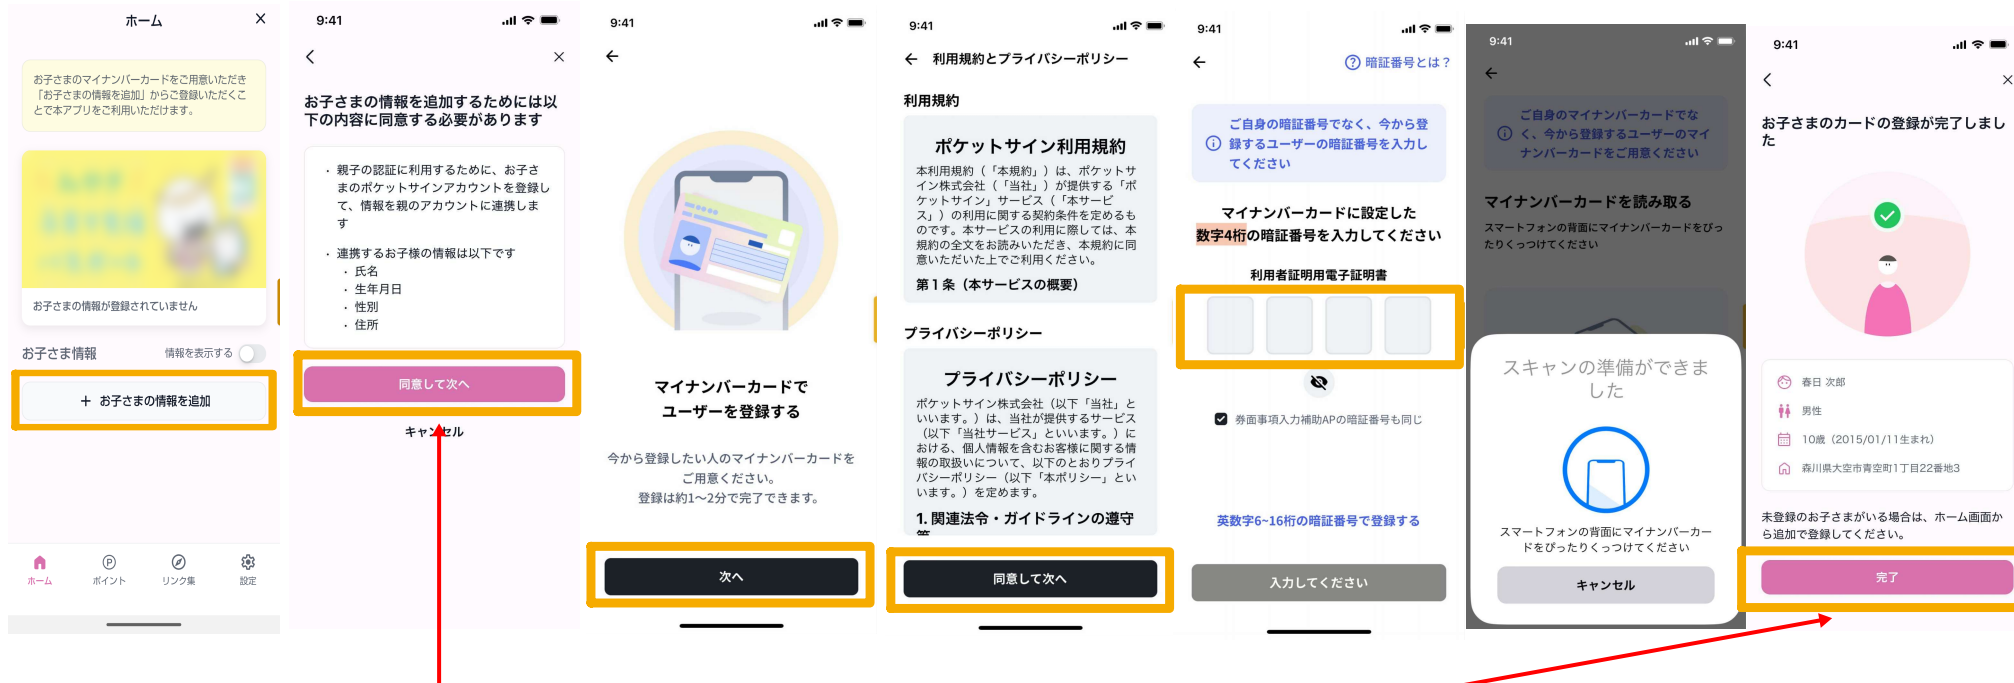 ホーム
お子さまのマイナンバーカードをご用意いただき
「お子さまの情報を追加」からご登録いただくこ
とで本アプリをご利用いただけます。
お子さまの情報が登録されていません
お子さま情報
情報を表示する
+ お子さまの情報を追加
ホーム
ポイント
リンク集
設定
9:41
お子さまの情報を追加するためには以
下の内容に同意する必要があります
・親子の認証に利用するために、お子さ
まのポケットサインアカウントを登録し
て、情報を親のアカウントに連携しま
す
・連携するお子様の情報は以下です
・氏名
・生年月日
・性別
・住所
同意して次へ
キャンセル
9:41
マイナンバーカードで
ユーザーを登録する
今から登録したい人のマイナンバーカードを
ご用意ください。
登録は約1〜2分で完了できます。
次へ
9:41
利用規約とプライバシーポリシー
利用規約
ポケットサイン利用規約
本利用規約（「本規約」）は、ポケットサ
イン株式会社（「当社」）が提供する「ポ
ケットサイン」サービス（「本サービ
ス」）の利用に関する契約条件を定めるも
のです。本サービスの利用に際しては、本
規約の全文をお読みいただき、本規約に同
意いただいた上でご利用ください。
第1条（本サービスの概要）
プライバシーポリシー
プライバシーポリシー
ポケットサイン株式会社（以下「当社」と
いいます。）は、当社が提供するサービス
（以下「当社サービス」といいます。）に
おける、個人情報を含むお客様に関する情
報の取扱いについて、以下のとおりプライ
バシーポリシー（以下「本ポリシー」とい
います。）を定めます。
1. 関連法令・ガイドラインの遵守
等
同意して次へ
9:41
暗証番号とは？
ご自身の暗証番号でなく、今から登
録するユーザーの暗証番号を入力し
てください
マイナンバーカードに設定した
数字4桁の暗証番号を入力してください
利用者証明用電子証明書
券面事項入力補助APの暗証番号も同じ
英数字6~16桁の暗証番号で登録する
入力してください
9:41
ご自身のマイナンバーカードでな
く、今から登録するユーザーのマイ
ナンバーカードをご用意ください
マイナンバーカードを読み取る
スマートフォンの背面にマイナンバーカードをぴっ
たりくっつけてください
スキャンの準備ができま
した
スマートフォンの背面にマイナンバーカー
ドをぴったりくっつけてください
キャンセル
9:41
お子さまのカードの登録が完了しまし
た
春日 次郎
男性
10歳（2015/01/11生まれ）
森川県大空市青空町1丁目22番地3
未登録のお子さまがいる場合は、ホーム画面か
ら追加で登録してください。
完了